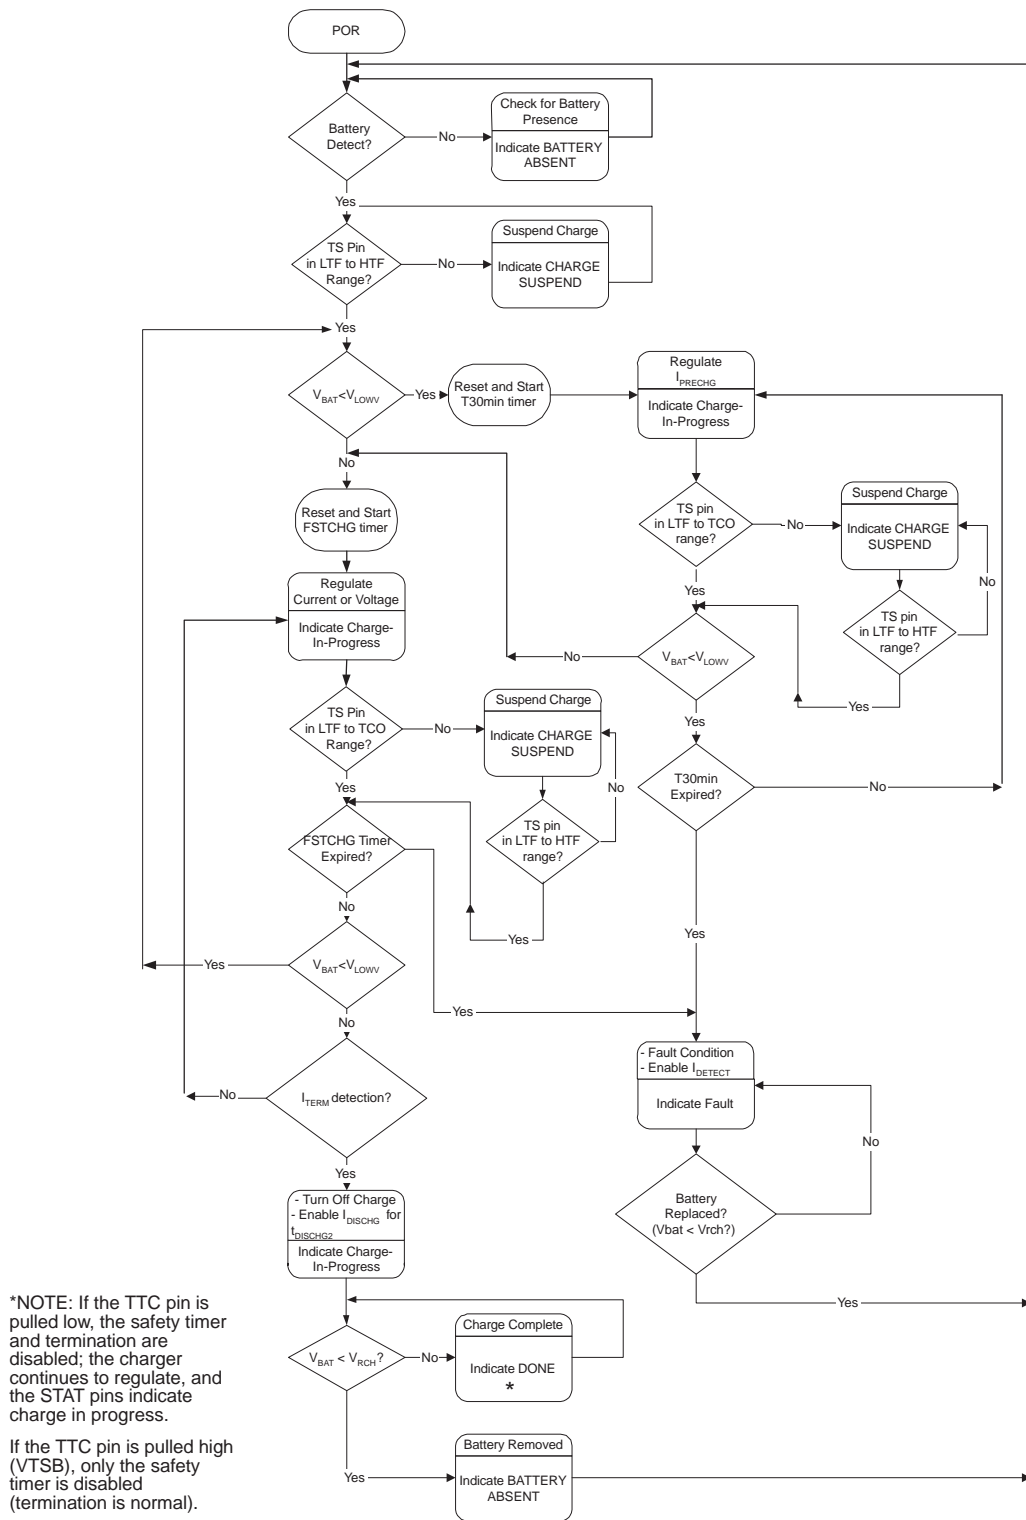 POR
Battery
Detect?
No
Check for Battery
Presence
Indicate BATTERY
ABSENT
Yes
TS Pin
in LTF to HTF
Range?
No
Suspend Charge
Indicate CHARGE
SUSPEND
Yes
VBAT<VLOWV
Yes
Reset and Start
T30min timer
Regulate
IPRECHG
Indicate Charge-
In-Progress
No
Reset and Start
FSTCHG timer
TS pin
in LTF to TCO
range?
No
Suspend Charge
Indicate CHARGE
SUSPEND
No
TS pin
in LTF to HTF
range?
Yes
Yes
Regulate
Current or Voltage
Indicate Charge-
In-Progress
VBAT<VLOWV
No
Yes
TS Pin
in LTF to TCO
Range?
No
Suspend Charge
Indicate CHARGE
SUSPEND
No
TS pin
in LTF to HTF
range?
Yes
T30min
Expired?
No
Yes
Yes
FSTCHG Timer
Expired?
No
Yes
VBAT<VLOWV
Yes
No
ITERM detection?
No
Yes
- Fault Condition
- Enable IDETECT
Indicate Fault
No
Battery
Replaced?
(Vbat < Vrch?)
Yes
- Turn Off Charge
- Enable IDISCHG for
tDISCHG2
Indicate Charge-
In-Progress
VBAT < VRCH ?
No
Charge Complete
Indicate DONE
*
Yes
Battery Removed
Indicate BATTERY
ABSENT
*NOTE: If the TTC pin is
pulled low, the safety timer
and termination are
disabled; the charger
continues to regulate, and
the STAT pins indicate
charge in progress.
If the TTC pin is pulled high
(VTSB), only the safety
timer is disabled
(termination is normal).